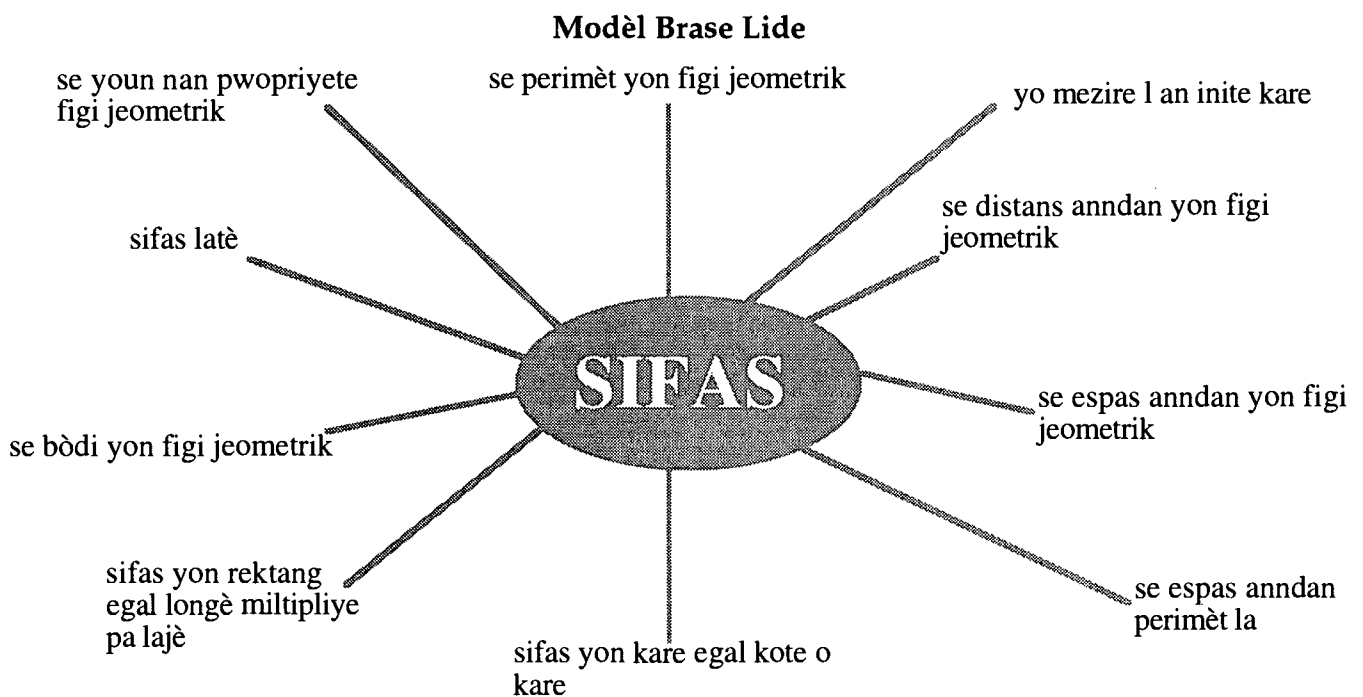 Modèl Brase Lide
se youn nan pwopriyete
figi jeometrik
se perimèt yon figi jeometrik
yo mezire l an inite kare
se distans anndan yon figi
jeometrik
sifas latè
SIFAS
se espas anndan yon figi
jeometrik
se bòdi yon figi jeometrik
sifas yon rektang
egal longè miltipliye
pa lajè
se espas anndan
perimèt la
sifas yon kare egal kote o
kare